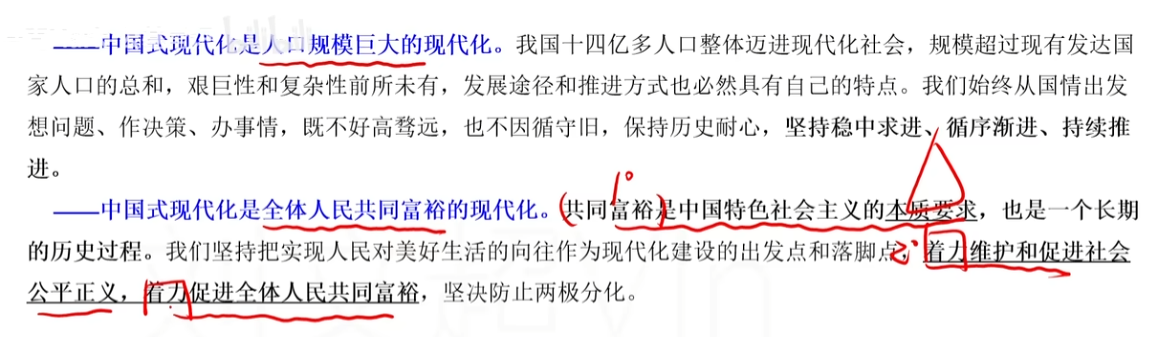 ——中国式现代化是人口规模巨大的现代化。我国十四亿多人口整体迈进现代化社会，规模超过现有发达国
家人口的总和，艰巨性和复杂性前所未有，发展途径和推进方式也必然具有自己的特点。我们始终从国情出发
想问题、作决策、办事情，既不好高骛远，也不因循守旧，保持历史耐心，坚持稳中求进、循序渐进、持续推
进。
1°
——中国式现代化是全体人民共同富裕的现代化。(共同富裕)是中国特色社会主义的本质要求，也是一个长期
的历史过程。我们坚持把实现人民对美好生活的向往作为现代化建设的出发点和落脚点，2°着力维护和促进社会
公平正义，着力促进全体人民共同富裕，坚决防止两极分化。